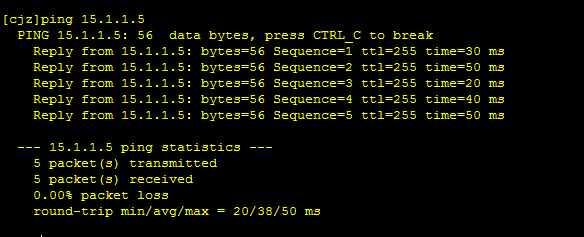 [cjz]ping 15.1.1.5
PING 15.1.1.5: 56  data bytes, press CTRL_C to break
Reply from 15.1.1.5: bytes=56 Sequence=1 ttl=255 time=30 ms
Reply from 15.1.1.5: bytes=56 Sequence=2 ttl=255 time=50 ms
Reply from 15.1.1.5: bytes=56 Sequence=3 ttl=255 time=20 ms
Reply from 15.1.1.5: bytes=56 Sequence=4 ttl=255 time=40 ms
Reply from 15.1.1.5: bytes=56 Sequence=5 ttl=255 time=50 ms
--- 15.1.1.5 ping statistics ---
5 packet(s) transmitted
5 packet(s) received
0.00% packet loss
round-trip min/avg/max = 20/38/50 ms